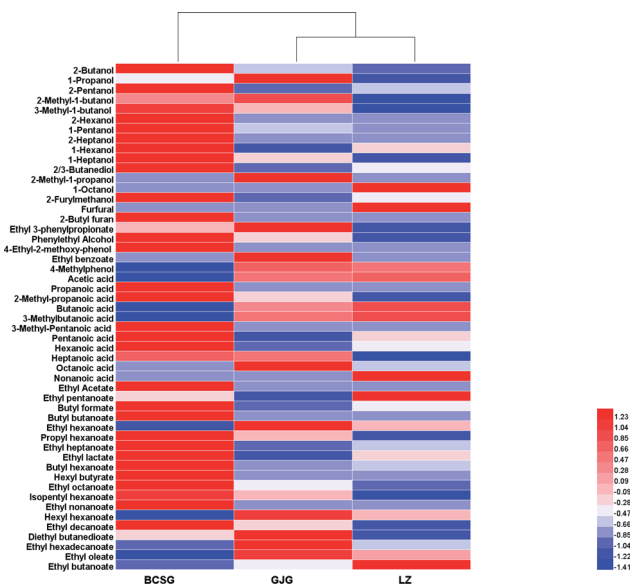 2-Butanol
1-Propanol
2-Pentanol
2-Methyl-1-butanol
3-Methyl-1-butanol
2-Hexanol
1-Pentanol
2-Heptanol
1-Hexanol
1-Heptanol
2/3-Butanediol
2-Methyl-1-propanol
1-Octanol
2-Furylmethanol
Furfural
2-Butyl furan
Ethyl 3-phenylpropionate
Phenylethyl Alcohol
4-Ethyl-2-methoxy-phenol
Ethyl benzoate
4-Methylphenol
Acetic acid
Propanoic acid
2-Methyl-propanoic acid
Butanoic acid
3-Methylbutanoic acid
3-Methyl-Pentanoic acid
Pentanoic acid
Hexanoic acid
Heptanoic acid
Octanoic acid
Nonanoic acid
Ethyl Acetate
Ethyl pentanoate
Butyl formate
Butyl butanoate
Ethyl hexanoate
Propyl hexanoate
Ethyl heptanoate
Ethyl lactate
Butyl hexanoate
Hexyl butyrate
Ethyl octanoate
Isopentyl hexanoate
Ethyl nonanoate
Hexyl hexanoate
Ethyl decanoate
Diethyl butanedioate
Ethyl hexadecanoate
Ethyl oleate
Ethyl butanoate
BCSG GJG LZ
1.23
1.04
0.85
0.66
0.47
0.28
-0.09
-0.09
-0.28
-0.47
-0.66
-0.85
-1.04
-1.22
-1.41